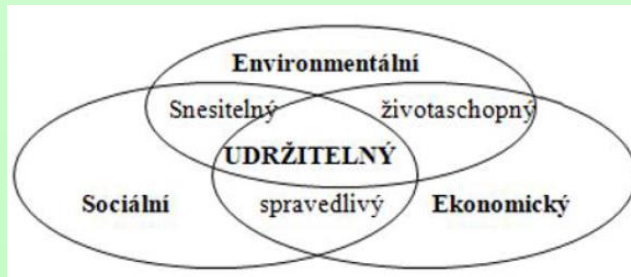 Environmentální
Snesitelný životaschopný
UDRŽITELNÝ
Sociální spravedlivý Ekonomický